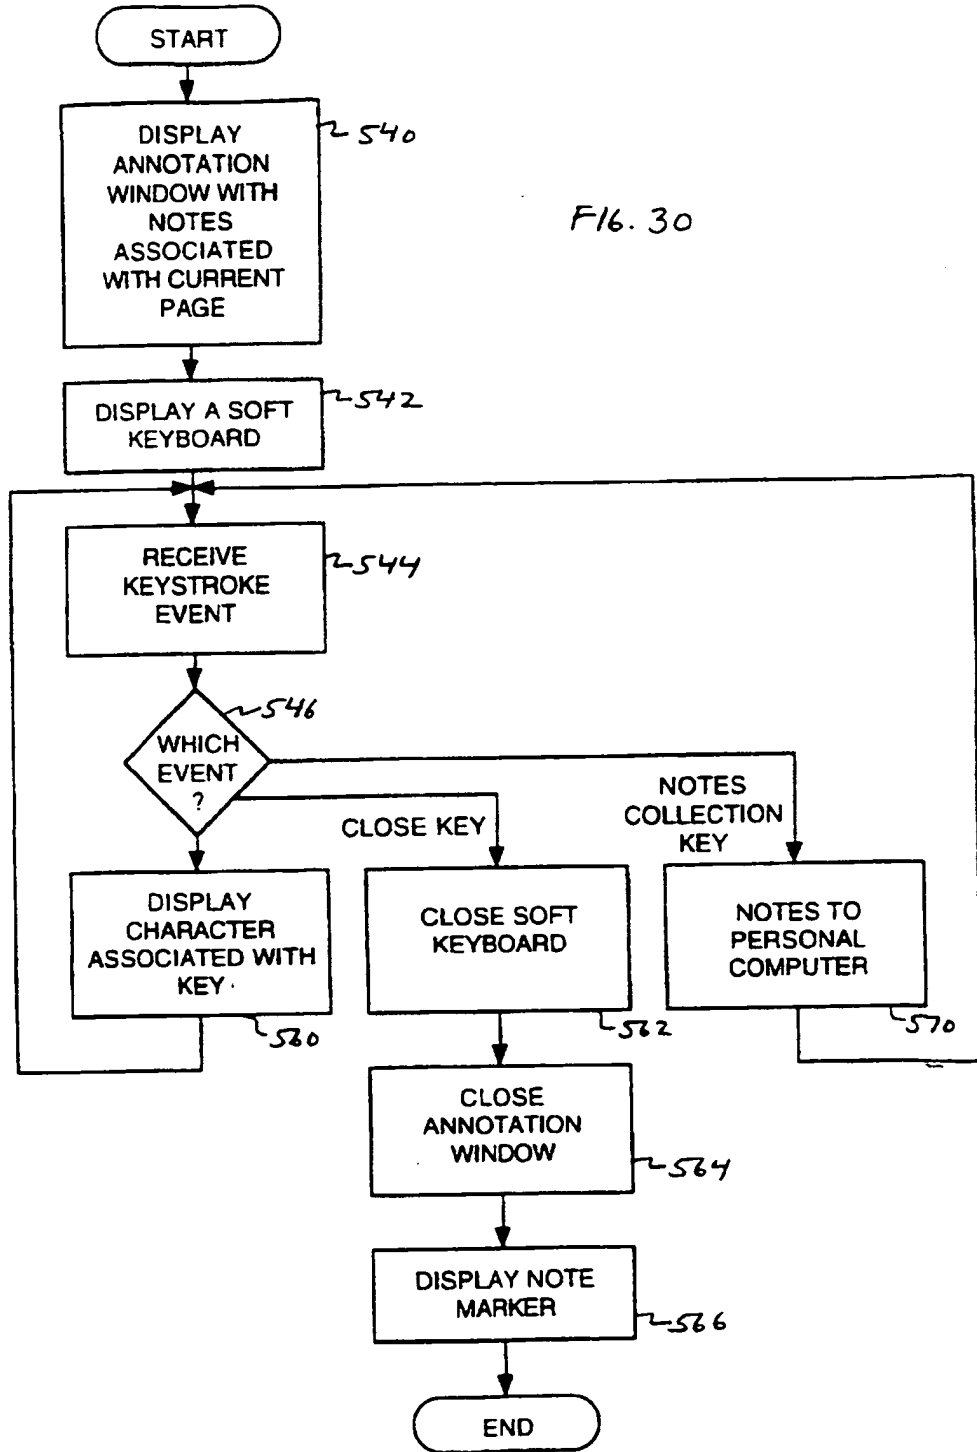 START
DISPLAY
ANNOTATION
WINDOW WITH
NOTES
ASSOCIATED
WITH CURRENT
PAGE
540
FIG. 30
DISPLAY A SOFT
KEYBOARD
542
RECEIVE
KEYSTROKE
EVENT
544
WHICH
EVENT
?
546
CLOSE KEY
NOTES
COLLECTION
KEY
DISPLAY
CHARACTER
ASSOCIATED WITH
KEY
560
CLOSE SOFT
KEYBOARD
562
NOTES TO
PERSONAL
COMPUTER
570
CLOSE
ANNOTATION
WINDOW
564
DISPLAY NOTE
MARKER
566
END